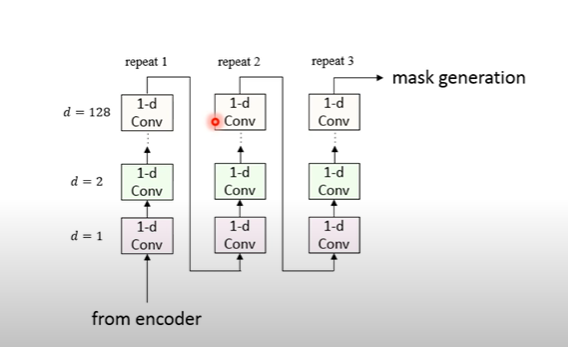 repeat 1
repeat 2
repeat 3
mask generation
d = 128
1-d
Conv
1-d
Conv
1-d
Conv
d = 2
1-d
Conv
1-d
Conv
1-d
Conv
d = 1
1-d
Conv
1-d
Conv
1-d
Conv
from encoder